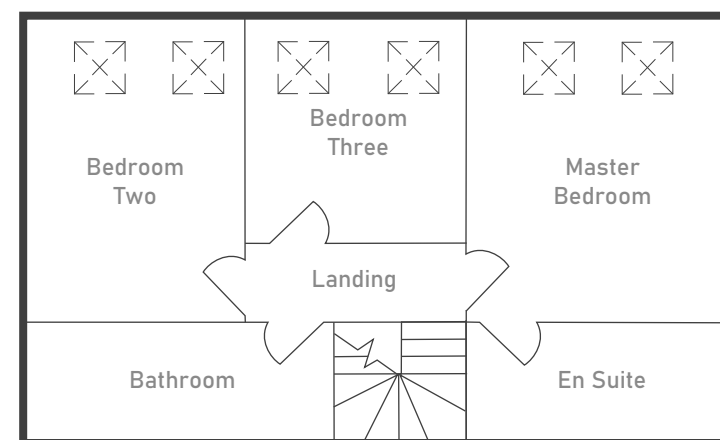 Bedroom
Three
Bedroom
Two
Master
Bedroom
Landing
Bathroom
En Suite